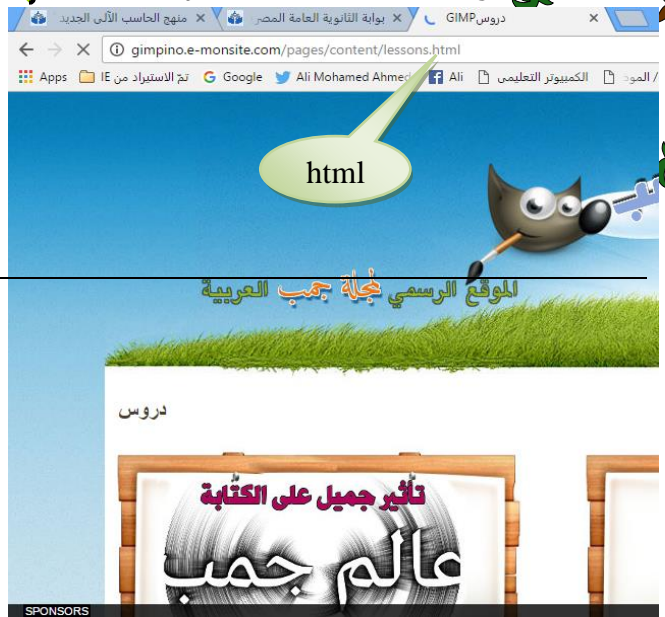 منهج الحاسب الآلى الجديد
بوابة الثانوية العامة المصر
دروسGIMP
gimpino.e-monsite.com/pages/content/lessons.html
Apps
تم الاستيراد من IE
Google
Ali Mohamed Ahmed
Ali
الكمبيوتر التعليمى
/ المود
html
الموقع الرسمي لمجلة جمب العربية
دروس
تأثير جميل على الكتابة
عالم جمب
SPONSORS